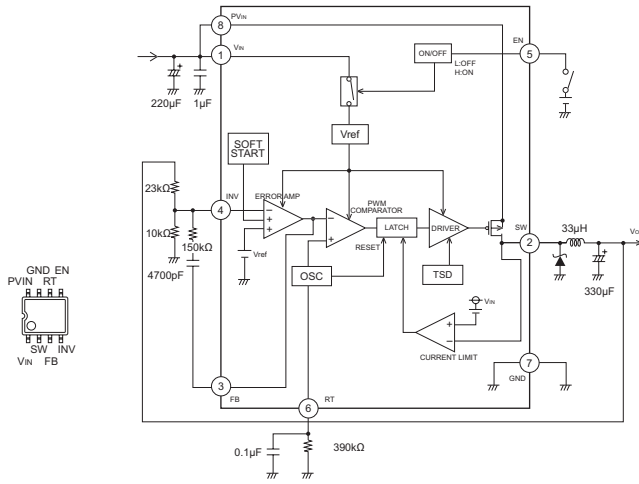 8 PVIN
1 VIN
220µF
1µF
ON/OFF
L:OFF
H:ON
EN
5
Vref
SOFT
START
23kΩ
4 INV
ERROR AMP
PWM
COMPARATOR
LATCH
DRIVER
SW
2
33µH
VO
10kΩ
150kΩ
4700pF
Vref
OSC
RESET
TSD
330µF
VIN
CURRENT LIMIT
GND EN
PVIN RT
SW INV
VIN FB
3
FB
7
GND
6
RT
0.1µF
390kΩ